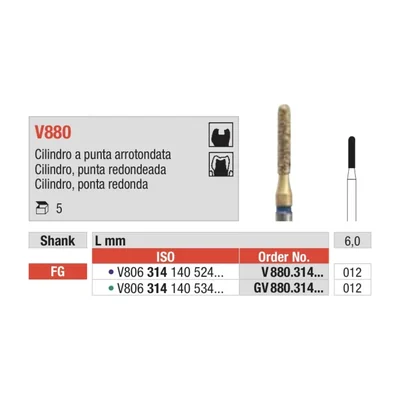 V880
Cilindro a punta arrotondata
Cilindro, punta redondeada
Cilindro, ponta redonda
5
Shank L mm 6,0
ISO Order No.
FG • V806 314 140 524... V880.314... 012
• V806 314 140 534... GV880.314... 012